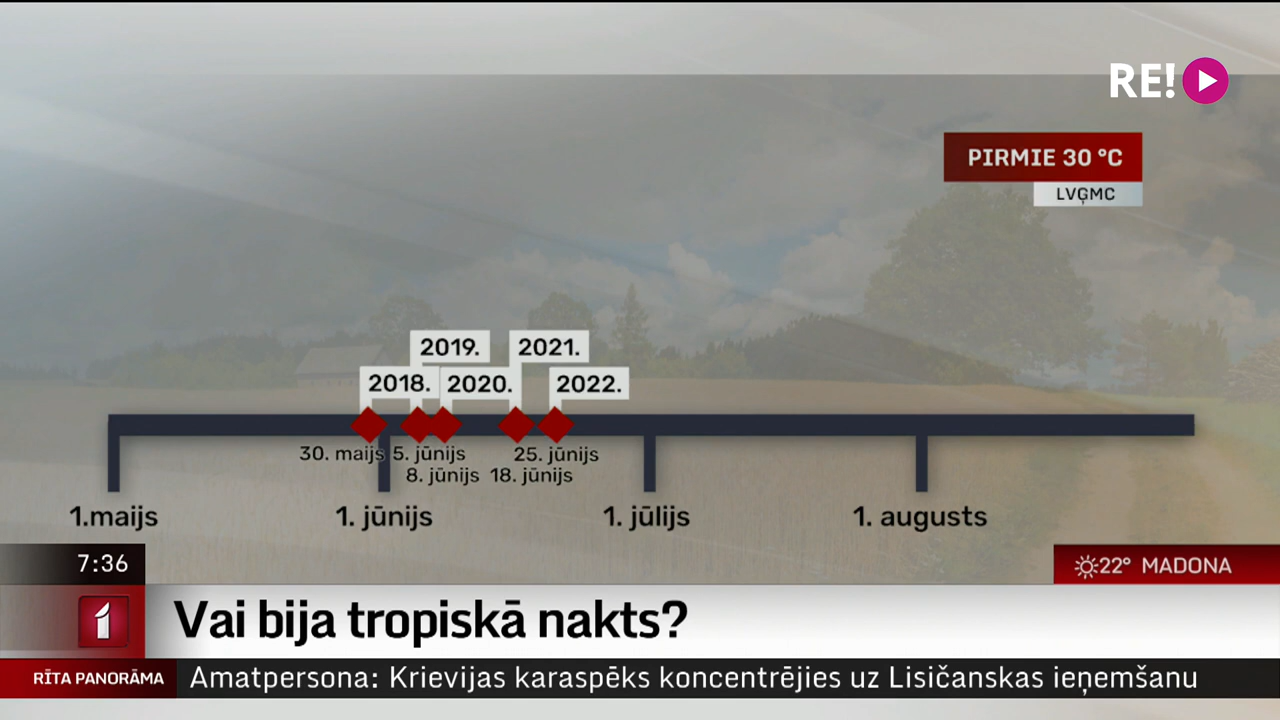 RE!
PIRMIE 30 °C
LVĢMC
2019. 2021.
2018. 2020. 2022.
30. maijs 5. jūnijs 25. jūnijs
8. jūnijs 18. jūnijs
1.maijs 1. jūnijs 1. jūlijs 1. augusts
7:36
22° MADONA
1
Vai bija tropiskā nakts?
RĪTA PANORĀMA
Amatpersona: Krievijas karaspēks koncentrējies uz Lisičanskas ieņemšanu